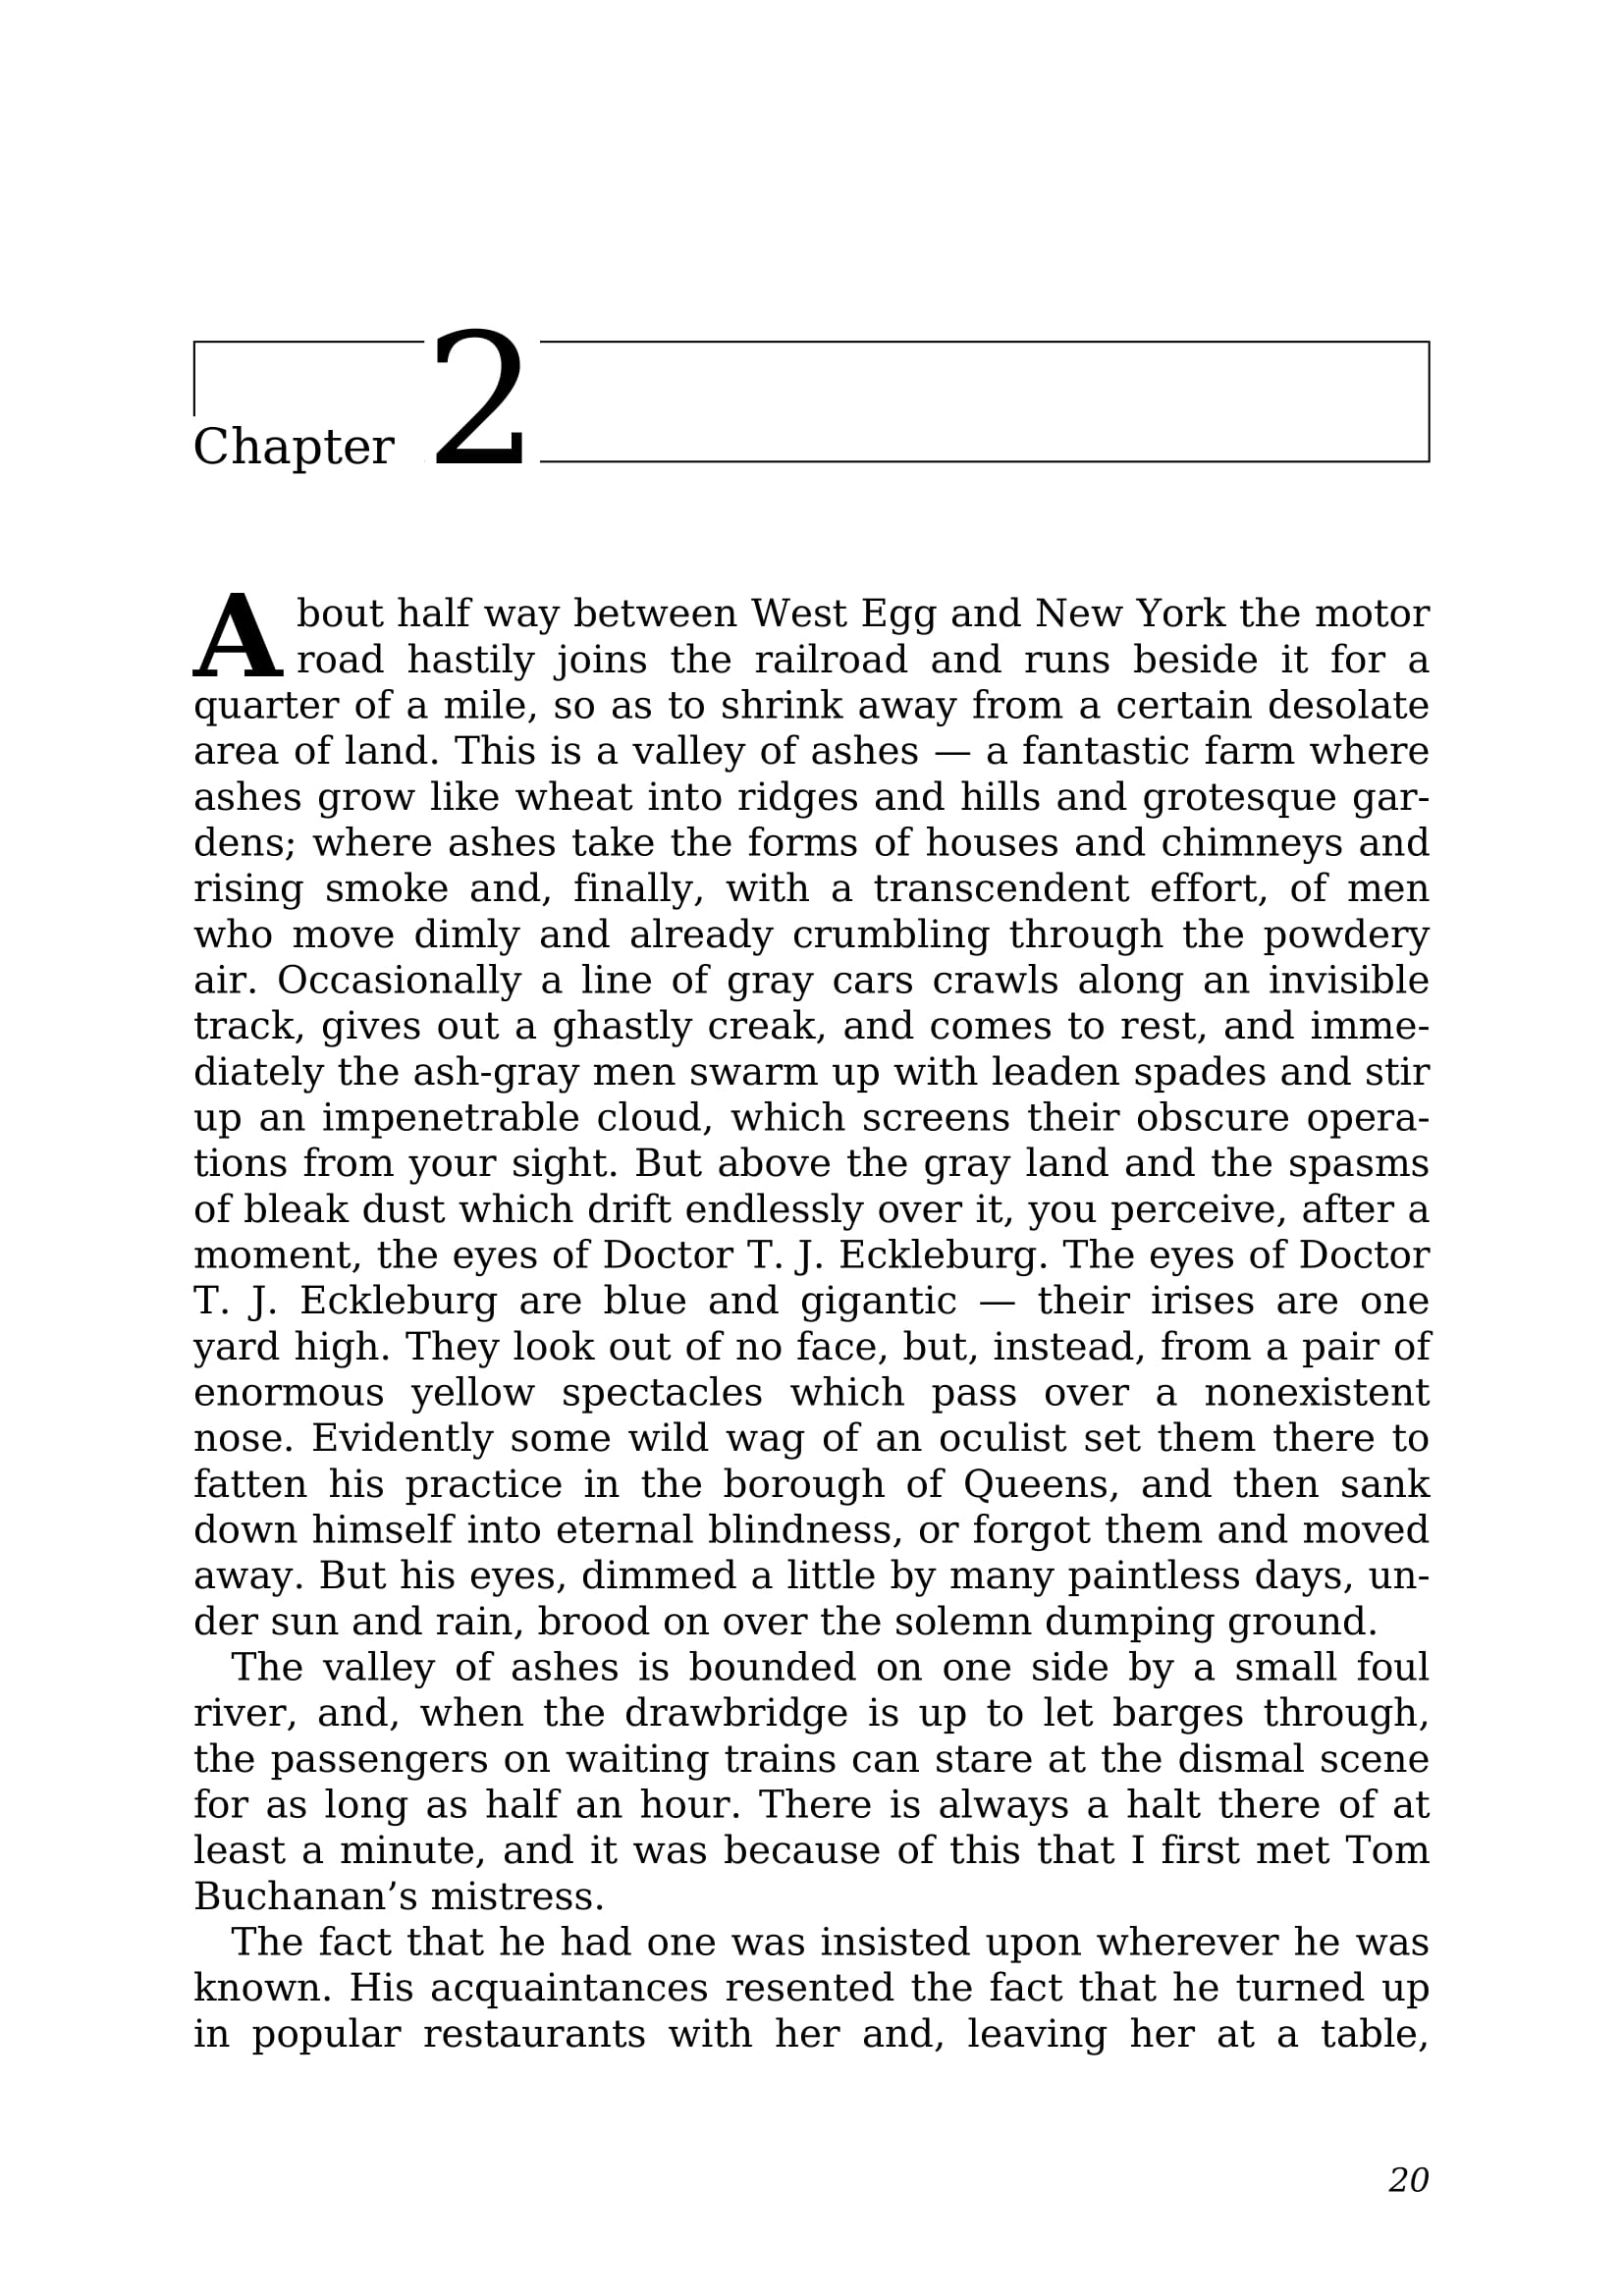 Chapter 2
About half way between West Egg and New York the motor
road hastily joins the railroad and runs beside it for a
quarter of a mile, so as to shrink away from a certain desolate
area of land. This is a valley of ashes — a fantastic farm where
ashes grow like wheat into ridges and hills and grotesque gar-
dens; where ashes take the forms of houses and chimneys and
rising smoke and, finally, with a transcendent effort, of men
who move dimly and already crumbling through the powdery
air. Occasionally a line of gray cars crawls along an invisible
track, gives out a ghastly creak, and comes to rest, and imme-
diately the ash-gray men swarm up with leaden spades and stir
up an impenetrable cloud, which screens their obscure opera-
tions from your sight. But above the gray land and the spasms
of bleak dust which drift endlessly over it, you perceive, after a
moment, the eyes of Doctor T. J. Eckleburg. The eyes of Doctor
T. J. Eckleburg are blue and gigantic — their irises are one
yard high. They look out of no face, but, instead, from a pair of
enormous yellow spectacles which pass over a nonexistent
nose. Evidently some wild wag of an oculist set them there to
fatten his practice in the borough of Queens, and then sank
down himself into eternal blindness, or forgot them and moved
away. But his eyes, dimmed a little by many paintless days, un-
der sun and rain, brood on over the solemn dumping ground.
The valley of ashes is bounded on one side by a small foul
river, and, when the drawbridge is up to let barges through,
the passengers on waiting trains can stare at the dismal scene
for as long as half an hour. There is always a halt there of at
least a minute, and it was because of this that I first met Tom
Buchanan’s mistress.
The fact that he had one was insisted upon wherever he was
known. His acquaintances resented the fact that he turned up
in popular restaurants with her and, leaving her at a table,
20